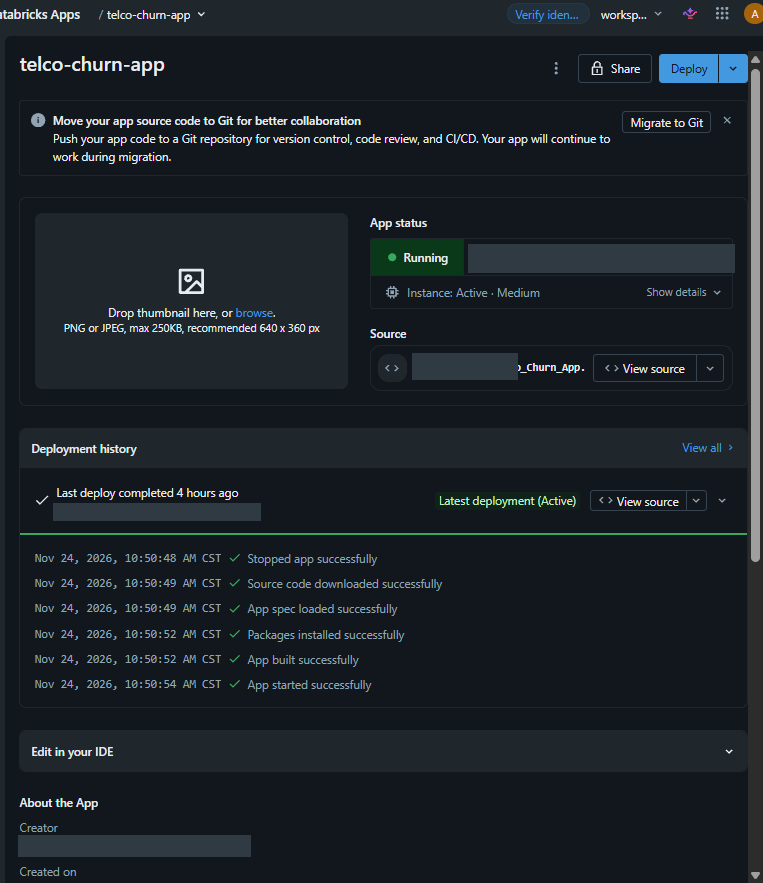 atabricks Apps / telco-churn-app Verify iden... worksp... A
telco-churn-app
Share Deploy
Move your app source code to Git for better collaboration
Push your app code to a Git repository for version control, code review, and CI/CD. Your app will continue to
work during migration.
Migrate to Git
Drop thumbnail here, or browse.
PNG or JPEG, max 250KB, recommended 640 x 360 px
App status
Running
Instance: Active · Medium Show details
Source
_Churn_App. View source
Deployment history View all
Last deploy completed 4 hours ago
Latest deployment (Active) View source
Nov 24, 2026, 10:50:48 AM CST Stopped app successfully
Nov 24, 2026, 10:50:49 AM CST Source code downloaded successfully
Nov 24, 2026, 10:50:49 AM CST App spec loaded successfully
Nov 24, 2026, 10:50:52 AM CST Packages installed successfully
Nov 24, 2026, 10:50:52 AM CST App built successfully
Nov 24, 2026, 10:50:54 AM CST App started successfully
Edit in your IDE
About the App
Creator
Created on